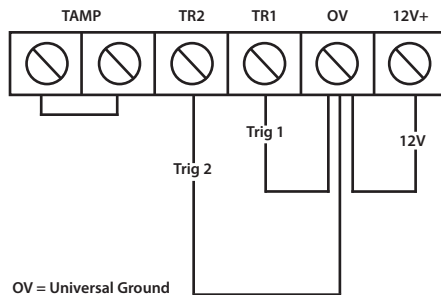 TAMP TR2 TR1 OV 12V+
Trig 1
12V
Trig 2
OV = Universal Ground